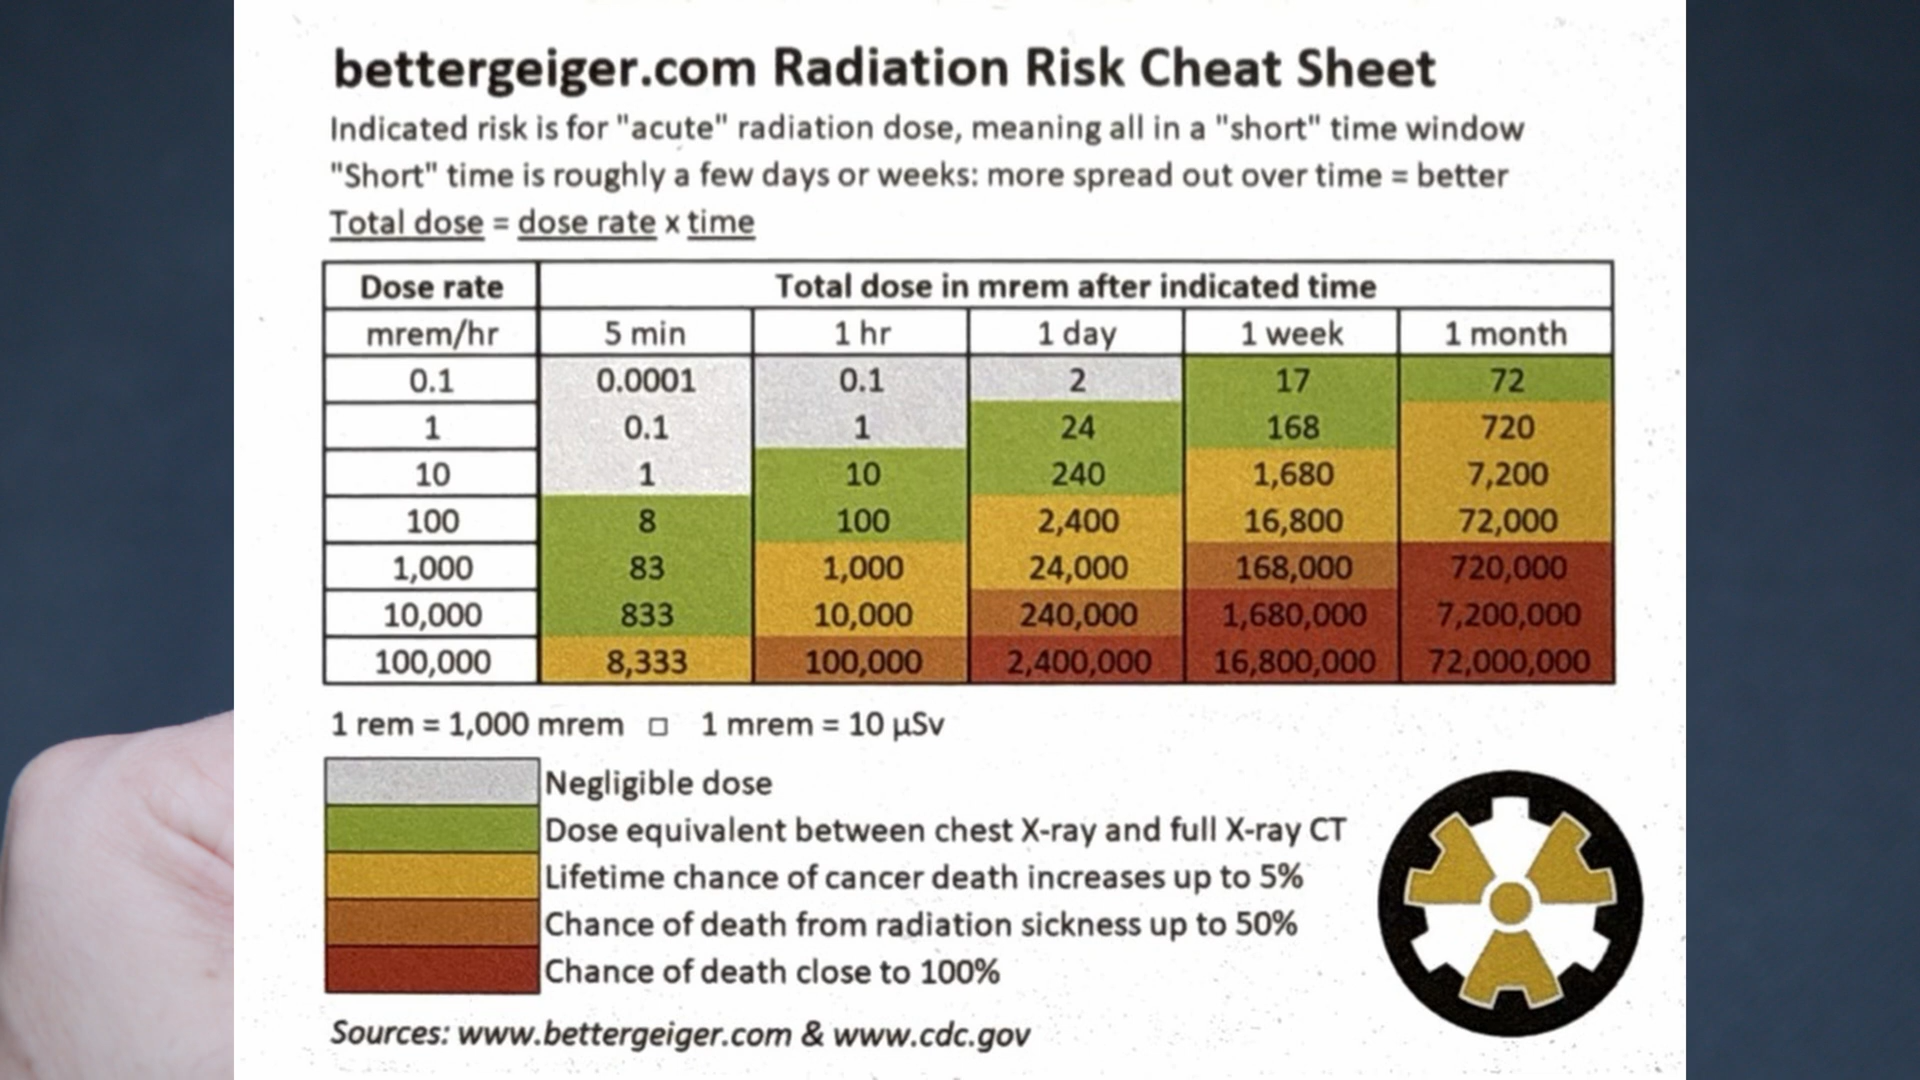 bettergeiger.com Radiation Risk Cheat Sheet
Indicated risk is for "acute" radiation dose, meaning all in a "short" time window
"Short" time is roughly a few days or weeks: more spread out over time = better
Total dose = dose rate x time
Dose rate Total dose in mrem after indicated time
mrem/hr 5 min 1 hr 1 day 1 week 1 month
0.1 0.0001 0.1 2 17 72
1 0.1 1 24 168 720
10 1 10 240 1,680 7,200
100 8 100 2,400 16,800 72,000
1,000 83 1,000 24,000 168,000 720,000
10,000 833 10,000 240,000 1,680,000 7,200,000
100,000 8,333 100,000 2,400,000 16,800,000 72,000,000
1 rem = 1,000 mrem □ 1 mrem = 10 µSv
Negligible dose
Dose equivalent between chest X-ray and full X-ray CT
Lifetime chance of cancer death increases up to 5%
Chance of death from radiation sickness up to 50%
Chance of death close to 100%
Sources: www.bettergeiger.com & www.cdc.gov